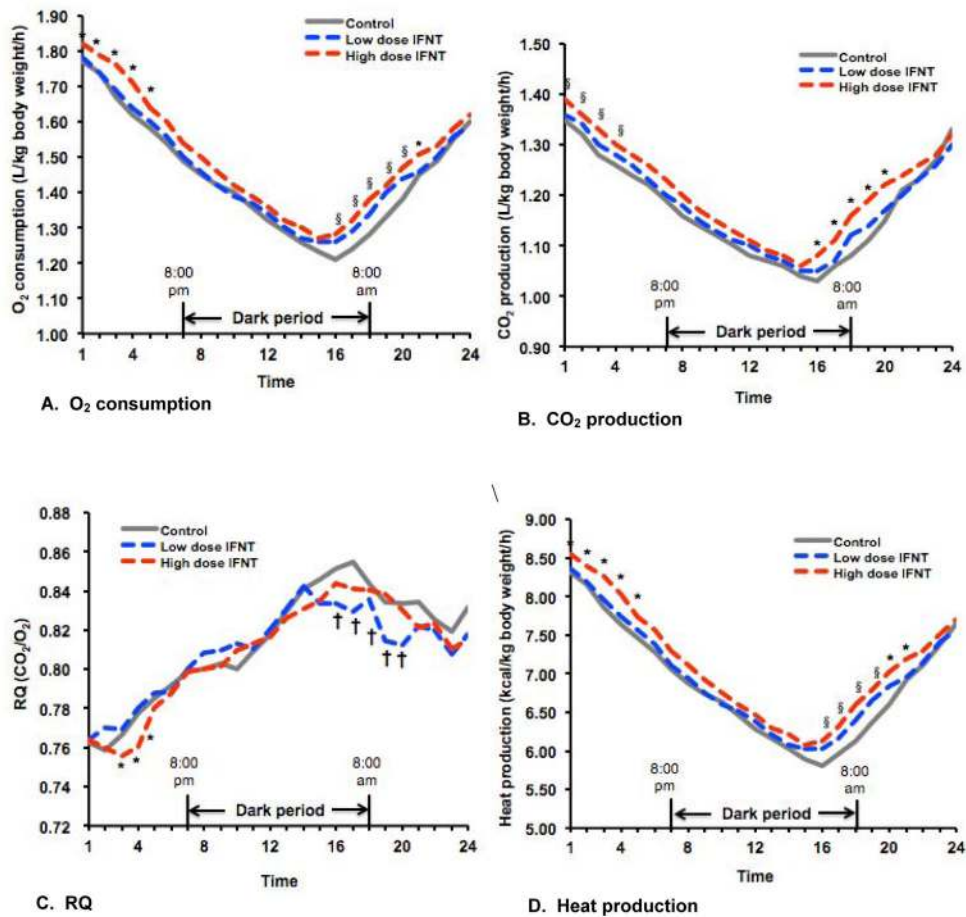 1.90
1.80
1.70
1.60
1.50
1.40
1.30
1.20
1.10
1.00
O2 consumption (L/kg body weight/h)
Control
Low dose IFNT
High dose IFNT
* * * * *
§ § § § § *
8:00 pm
8:00 am
Dark period
1 4 8 12 16 20 24
Time
A. O2 consumption
1.50
1.40
1.30
1.20
1.10
1.00
0.90
CO2 production (L/kg body weight/h)
Control
Low dose IFNT
High dose IFNT
§ § § §
* * * * *
8:00 pm
8:00 am
Dark period
1 4 8 12 16 20 24
Time
B. CO2 production
\
0.88
0.86
0.84
0.82
0.80
0.78
0.76
0.74
0.72
RQ (CO2/O2)
Control
Low dose IFNT
High dose IFNT
* * *
† † † † †
8:00 pm
8:00 am
Dark period
1 4 8 12 16 20 24
Time
C. RQ
9.00
8.50
8.00
7.50
7.00
6.50
6.00
5.50
5.00
Heat production (kcal/kg body weight/h)
Control
Low dose IFNT
High dose IFNT
* * * * *
§ § § § * *
8:00 pm
8:00 am
Dark period
1 4 8 12 16 20 24
Time
D. Heat production